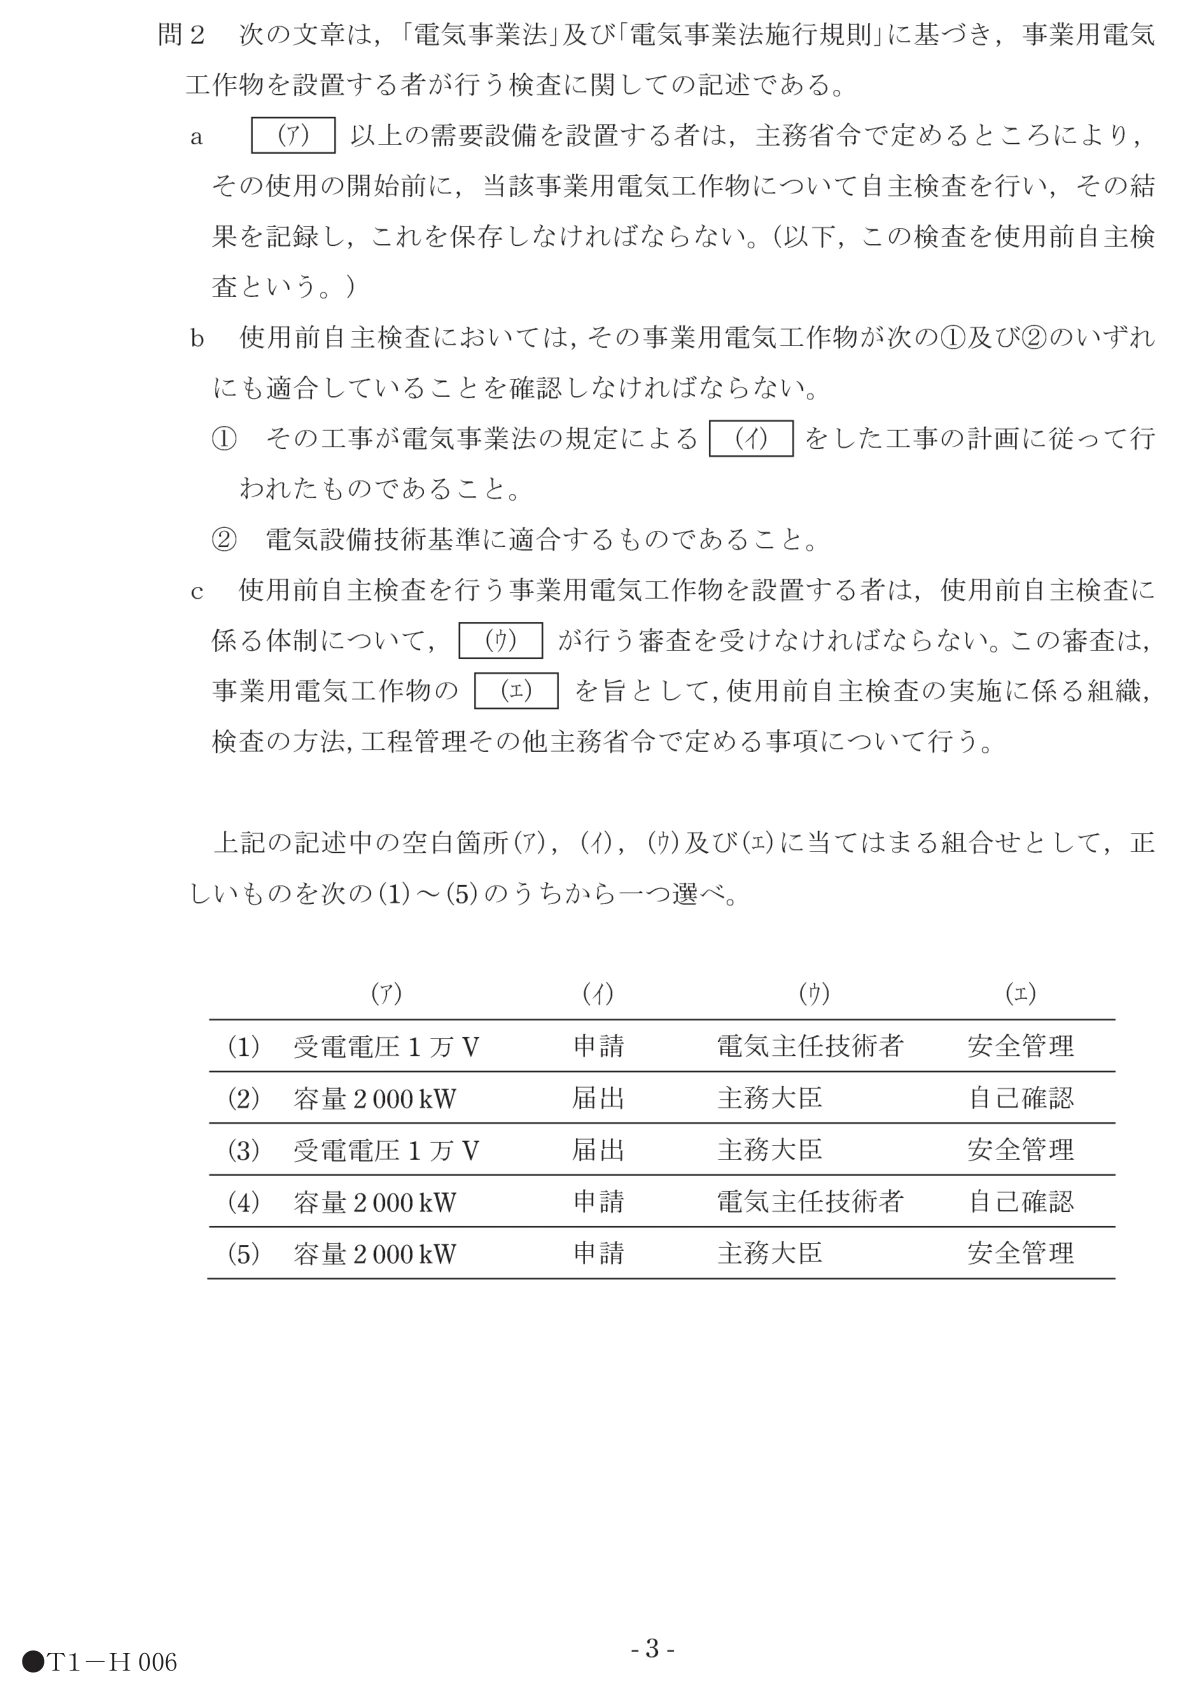 問２　次の文章は，「電気事業法」及び「電気事業法施行規則」に基づき，事業用電気
工作物を設置する者が行う検査に関しての記述である。
ａ　(ｱ) 以上の需要設備を設置する者は，主務省令で定めるところにより，
その使用の開始前に，当該事業用電気工作物について自主検査を行い，その結
果を記録し，これを保存しなければならない。（以下，この検査を使用前自主検
査という。）
ｂ　使用前自主検査においては，その事業用電気工作物が次の①及び②のいずれ
にも適合していることを確認しなければならない。
①　その工事が電気事業法の規定による (ｲ) をした工事の計画に従って行
われたものであること。
②　電気設備技術基準に適合するものであること。
ｃ　使用前自主検査を行う事業用電気工作物を設置する者は，使用前自主検査に
係る体制について， (ｳ) が行う審査を受けなければならない。この審査は，
事業用電気工作物の (ｴ) を旨として，使用前自主検査の実施に係る組織，
検査の方法，工程管理その他主務省令で定める事項について行う。
上記の記述中の空白箇所(ｱ)，(ｲ)，(ｳ)及び(ｴ)に当てはまる組合せとして，正
しいものを次の(1)～(5)のうちから一つ選べ。
(ｱ)　(ｲ)　(ｳ)　(ｴ)
(1)　受電電圧 1 万 V　申請　電気主任技術者　安全管理
(2)　容量 2 000 kW　届出　主務大臣　自己確認
(3)　受電電圧 1 万 V　届出　主務大臣　安全管理
(4)　容量 2 000 kW　申請　電気主任技術者　自己確認
(5)　容量 2 000 kW　申請　主務大臣　安全管理
- 3 -
●T1－H 006